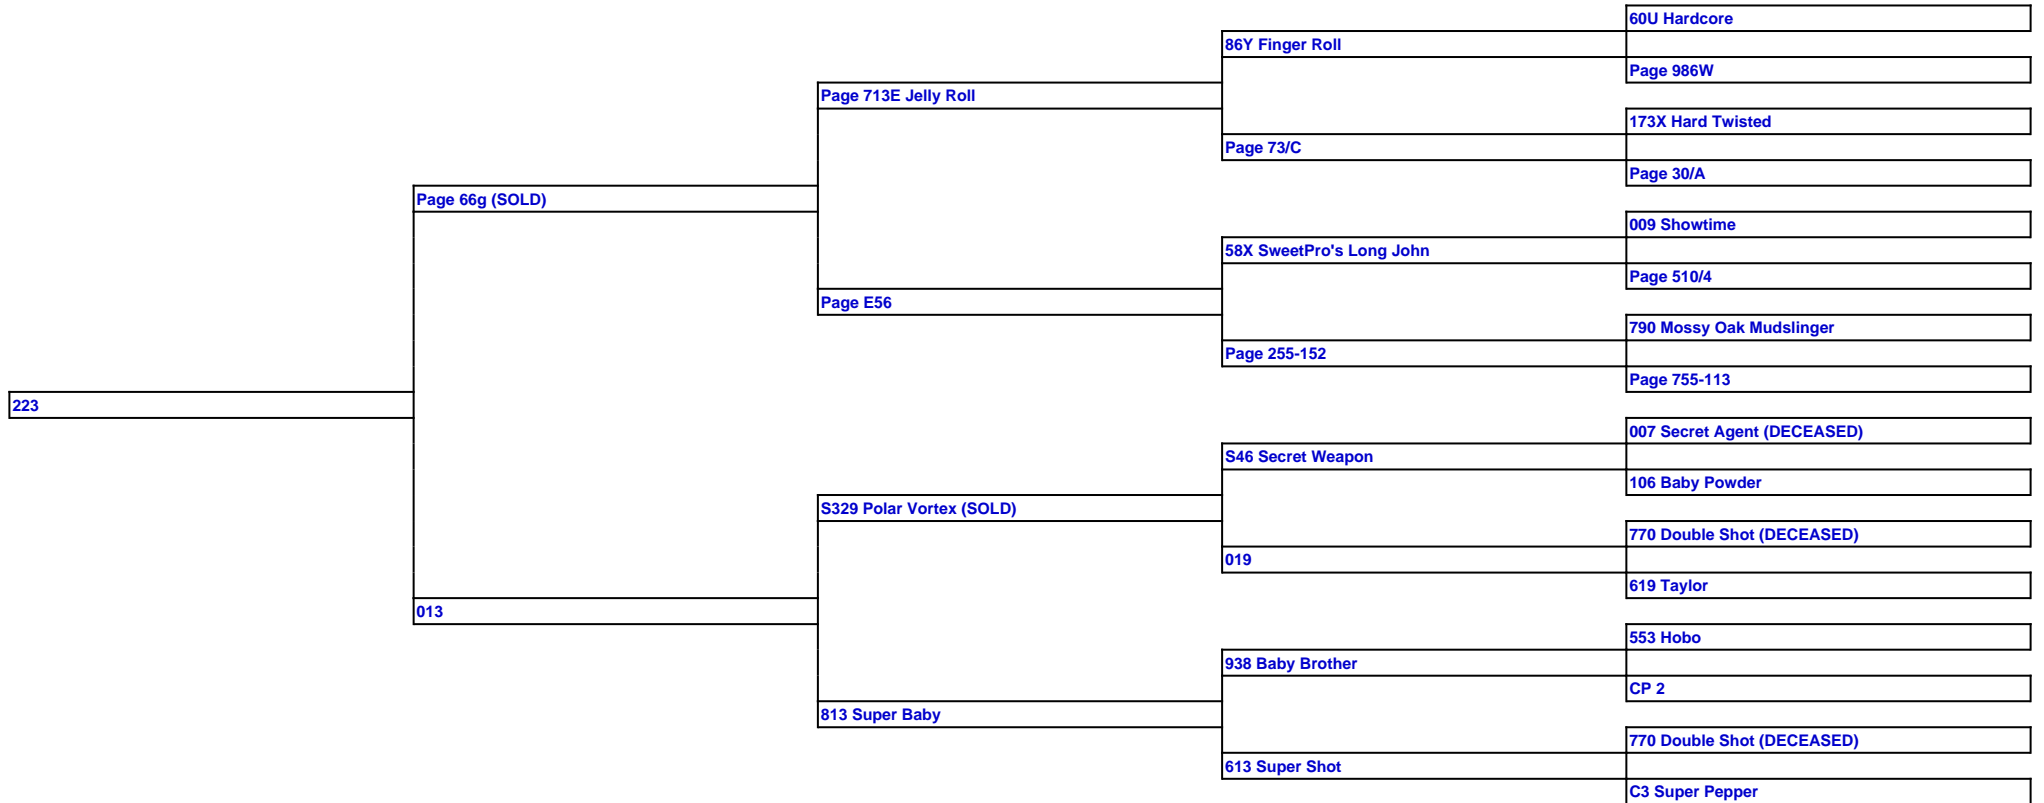 60U Hardcore
86Y Finger Roll
Page 986W
Page 713E Jelly Roll
173X Hard Twisted
Page 73/C
Page 30/A
Page 66g (SOLD)
009 Showtime
58X SweetPro's Long John
Page 510/4
Page E56
790 Mossy Oak Mudslinger
Page 255-152
Page 755-113
223
007 Secret Agent (DECEASED)
S46 Secret Weapon
106 Baby Powder
S329 Polar Vortex (SOLD)
770 Double Shot (DECEASED)
019
619 Taylor
013
553 Hobo
938 Baby Brother
CP 2
813 Super Baby
770 Double Shot (DECEASED)
613 Super Shot
C3 Super Pepper